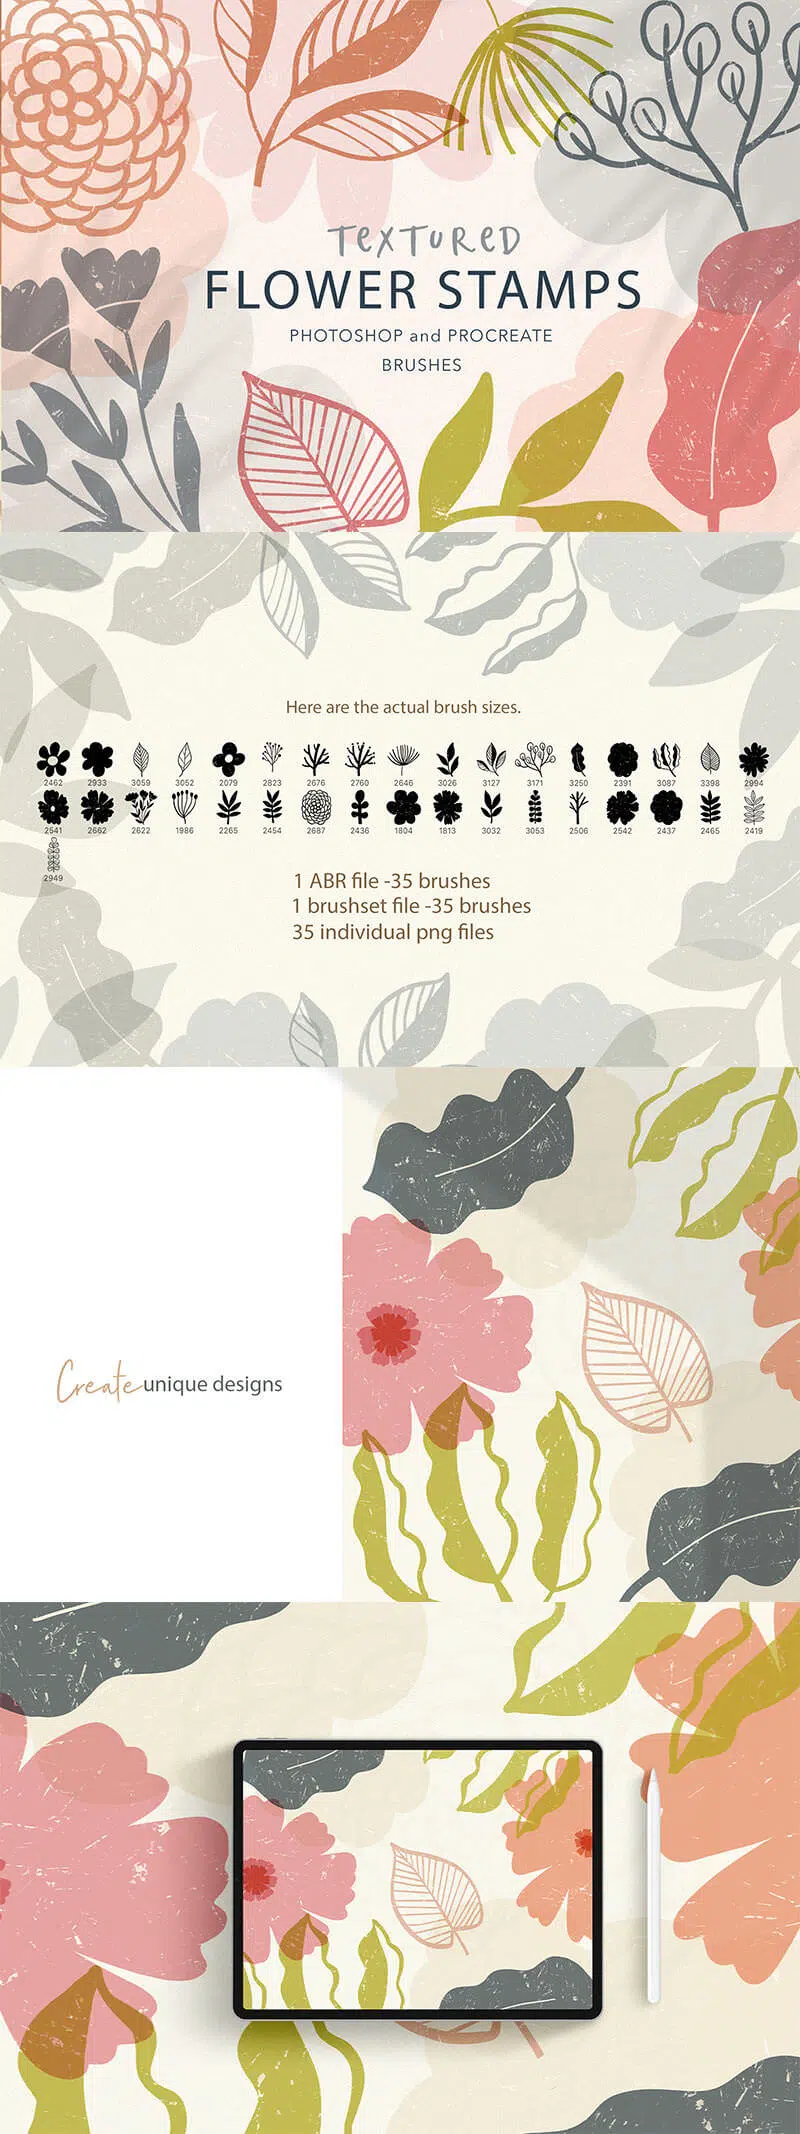 TEXTURED
FLOWER STAMPS
PHOTOSHOP and PROCREATE
BRUSHES
Here are the actual brush sizes.
2462 2933 3059 3052 2079 2823 2676 2760 2646 3026 3127 3171 3250 2391 3087 3398 2994
2541 2662 2622 1986 2265 2454 2687 2436 1804 1813 3032 3053 2506 2542 2437 2465 2419
2949
1 ABR file -35 brushes
1 brushset file -35 brushes
35 individual png files
Create unique designs